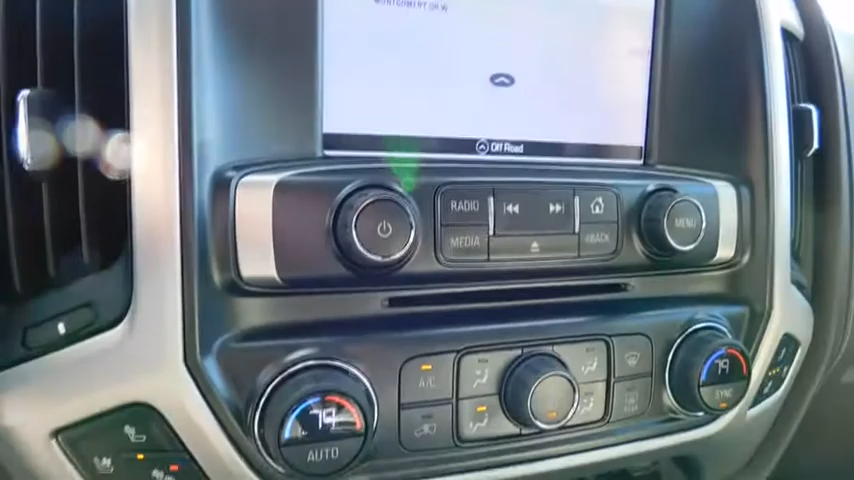 MONTGOMERY DR W
Off Road
RADIO
MEDIA
BACK
MENU
79
AUTO
A/C
79
SYNC